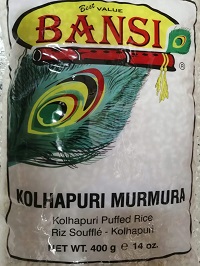 Best VALUE
BANSI
®
KOLHAPURI MURMURA
Kolhapuri Puffed Rice
Riz Soufflé - Kolhapuri
NET WT. 400 g ℮ 14 oz.